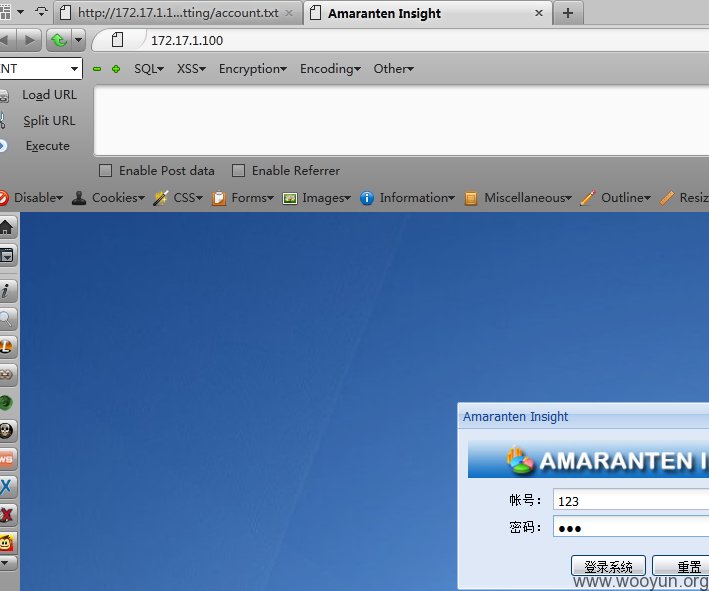 http://172.17.1.1...tting/account.txt × Amaranten Insight × +
172.17.1.100
NT SQL▾ XSS▾ Encryption▾ Encoding▾ Other▾
Load URL
Split URL
Execute
Enable Post data Enable Referrer
Disable▾ Cookies▾ CSS▾ Forms▾ Images▾ Information▾ Miscellaneous▾ Outline▾ Resiz
Amaranten Insight
AMARANTEN I
帐号： 123
密码： ●●●
登录系统 重置
www.wooyun.org